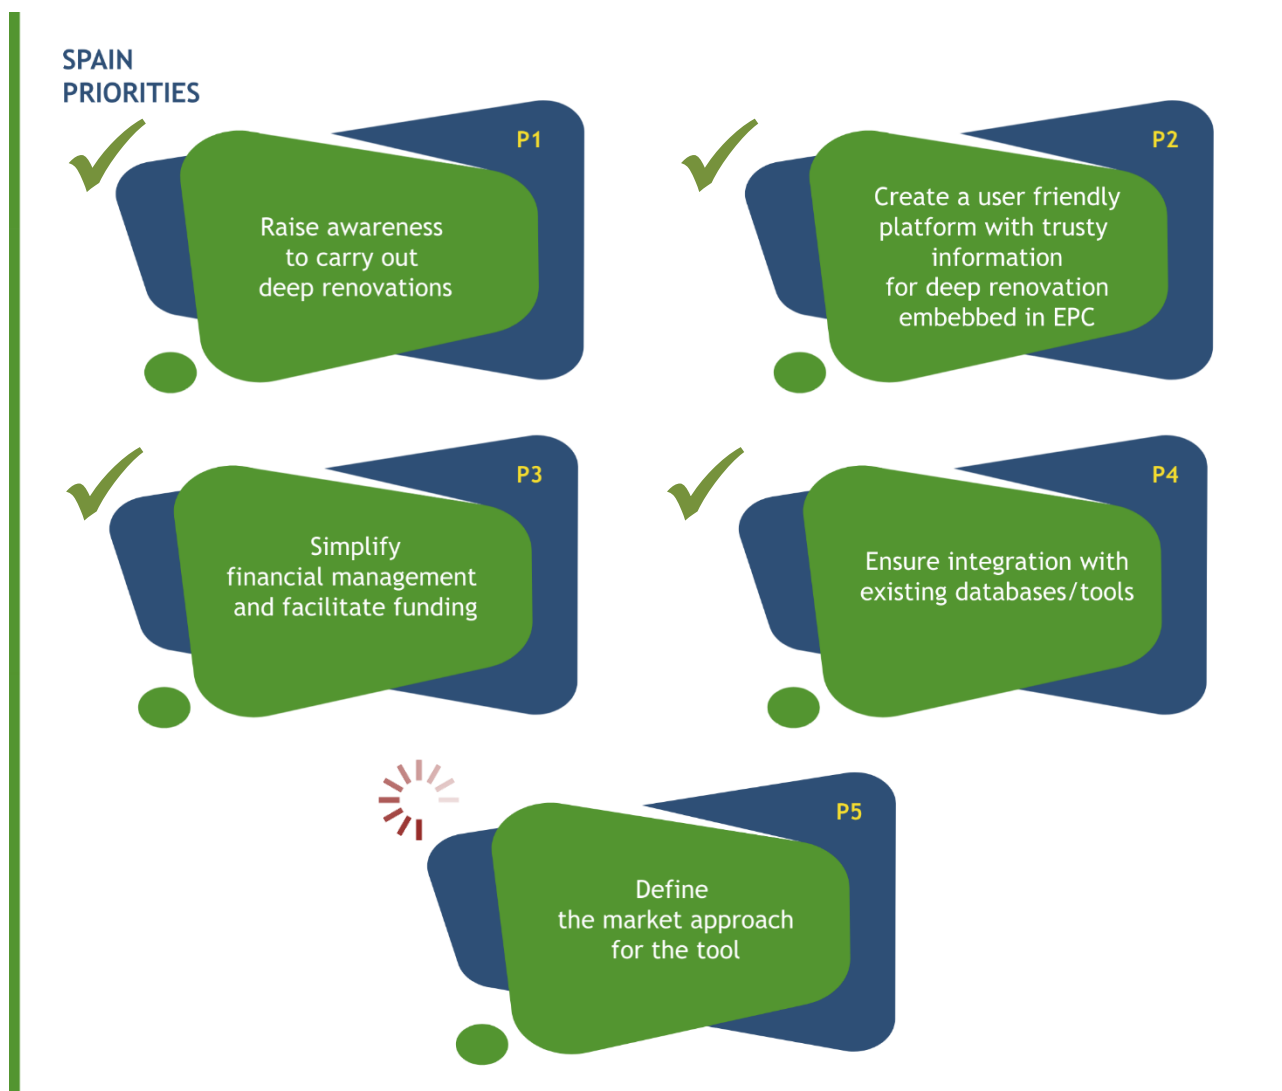 SPAIN
PRIORITIES
P1
Raise awareness
to carry out
deep renovations
P2
Create a user friendly
platform with trusty
information
for deep renovation
embebbed in EPC
P3
Simplify
financial management
and facilitate funding
P4
Ensure integration with
existing databases/tools
P5
Define
the market approach
for the tool